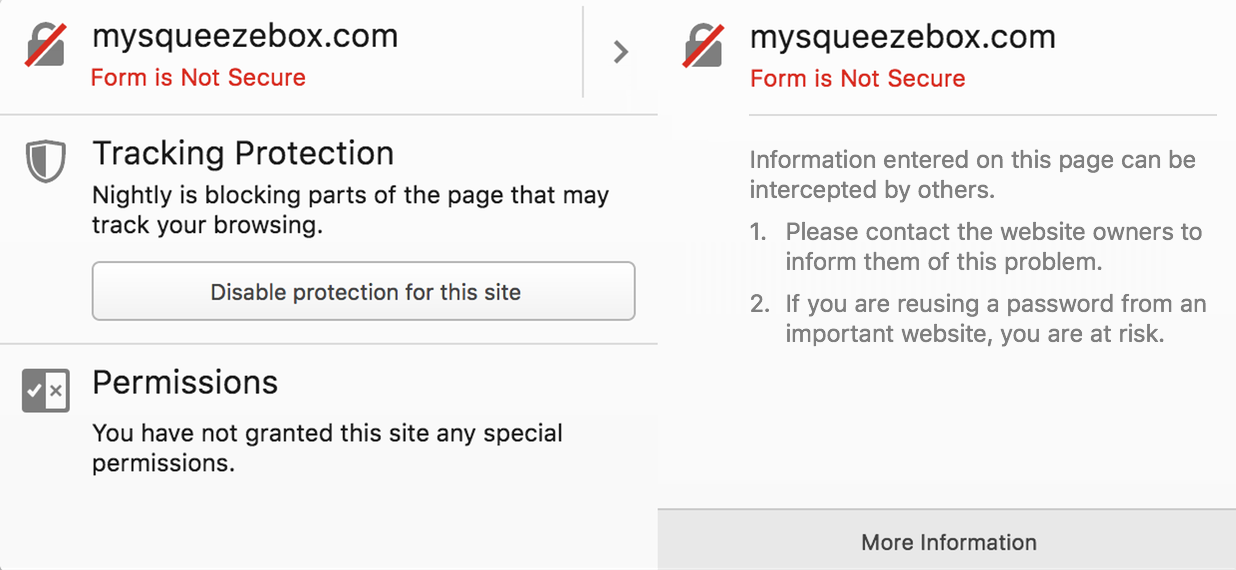 mysqueezebox.com
Form is Not Secure
Tracking Protection
Nightly is blocking parts of the page that may
track your browsing.
Disable protection for this site
Permissions
You have not granted this site any special
permissions.
mysqueezebox.com
Form is Not Secure
Information entered on this page can be
intercepted by others.
1. Please contact the website owners to
inform them of this problem.
2. If you are reusing a password from an
important website, you are at risk.
More Information